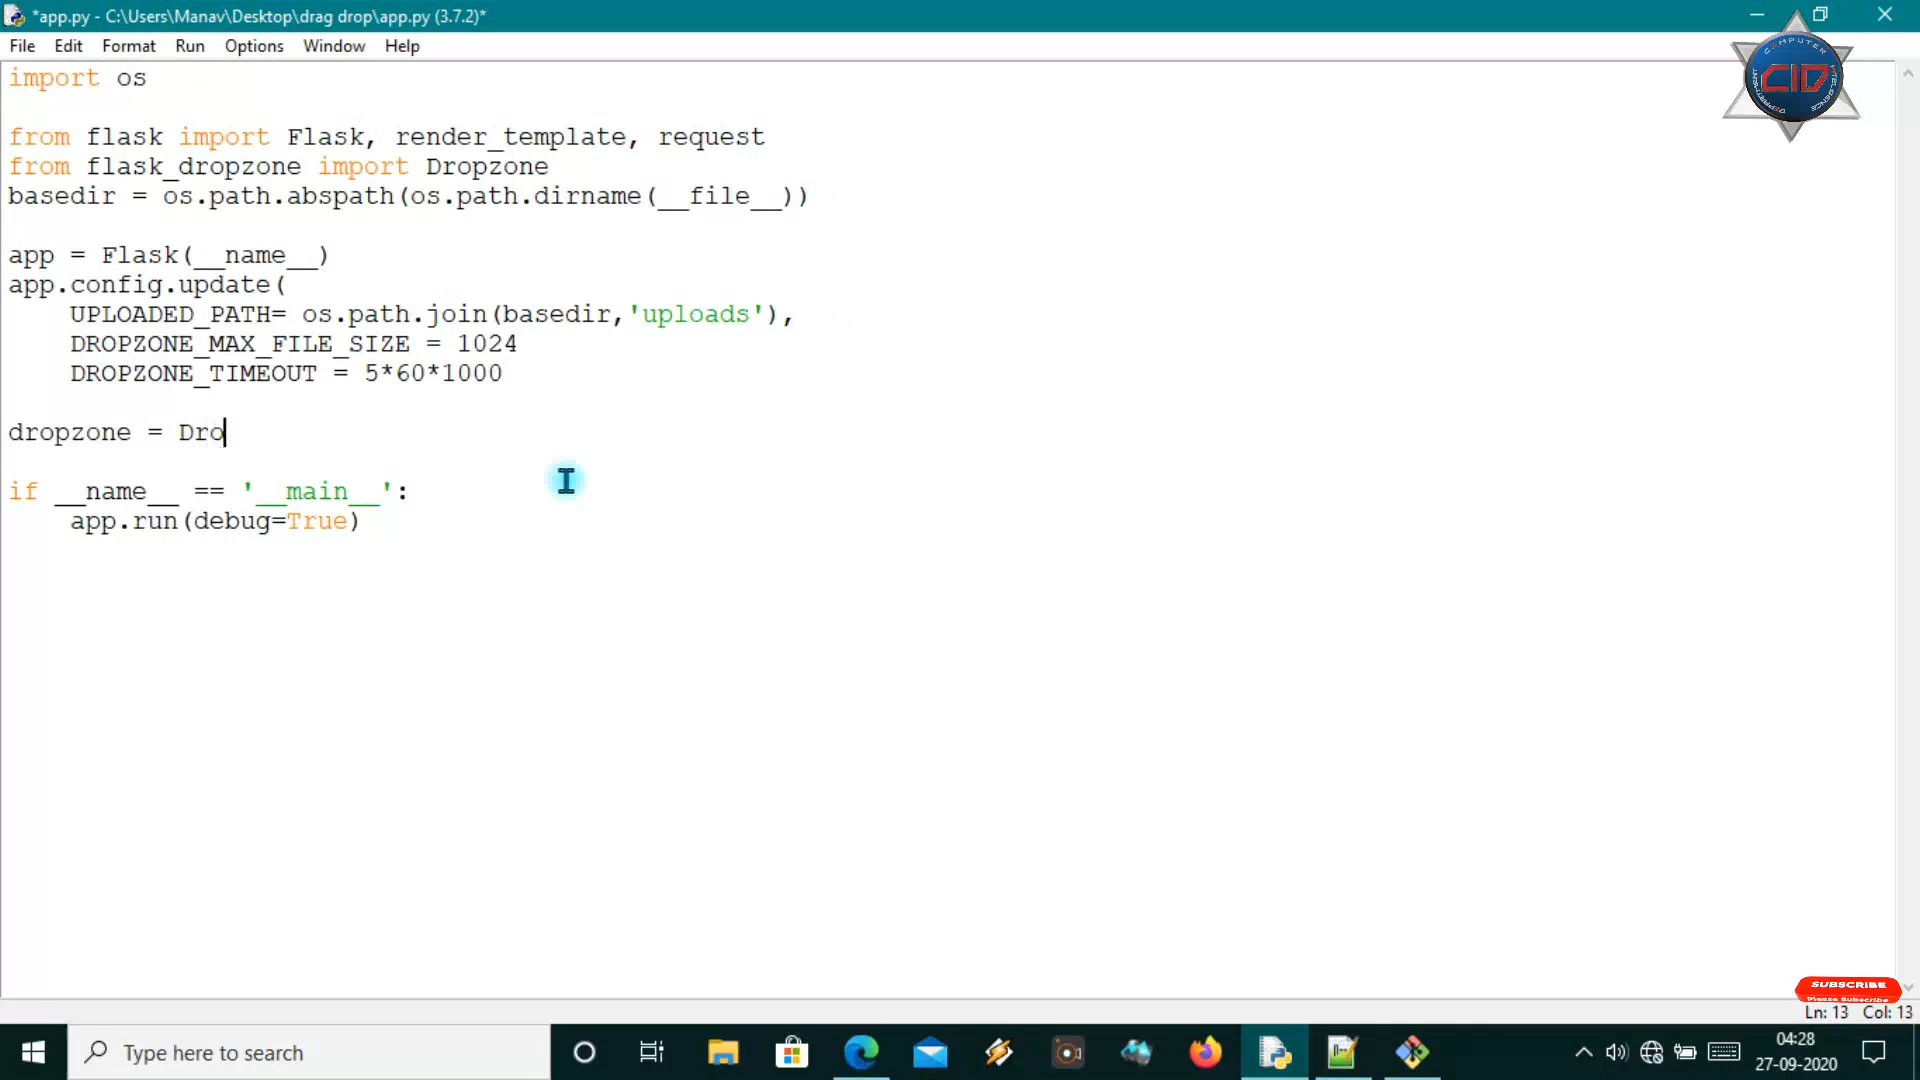 *app.py - C:\Users\Manav\Desktop\drag drop\app.py (3.7.2)*
File Edit Format Run Options Window Help
import os
from flask import Flask, render_template, request
from flask_dropzone import Dropzone
basedir = os.path.abspath(os.path.dirname(__file__))
app = Flask(__name__)
app.config.update(
    UPLOADED_PATH= os.path.join(basedir,'uploads'),
    DROPZONE_MAX_FILE_SIZE = 1024
    DROPZONE_TIMEOUT = 5*60*1000
dropzone = Dro
if __name__ == '__main__':
    app.run(debug=True)
COMPUTER
CID
DEPARTMENT
SUBSCRIBE
Please Subscribe
Ln: 13 Col: 13
Type here to search
04:28
27-09-2020